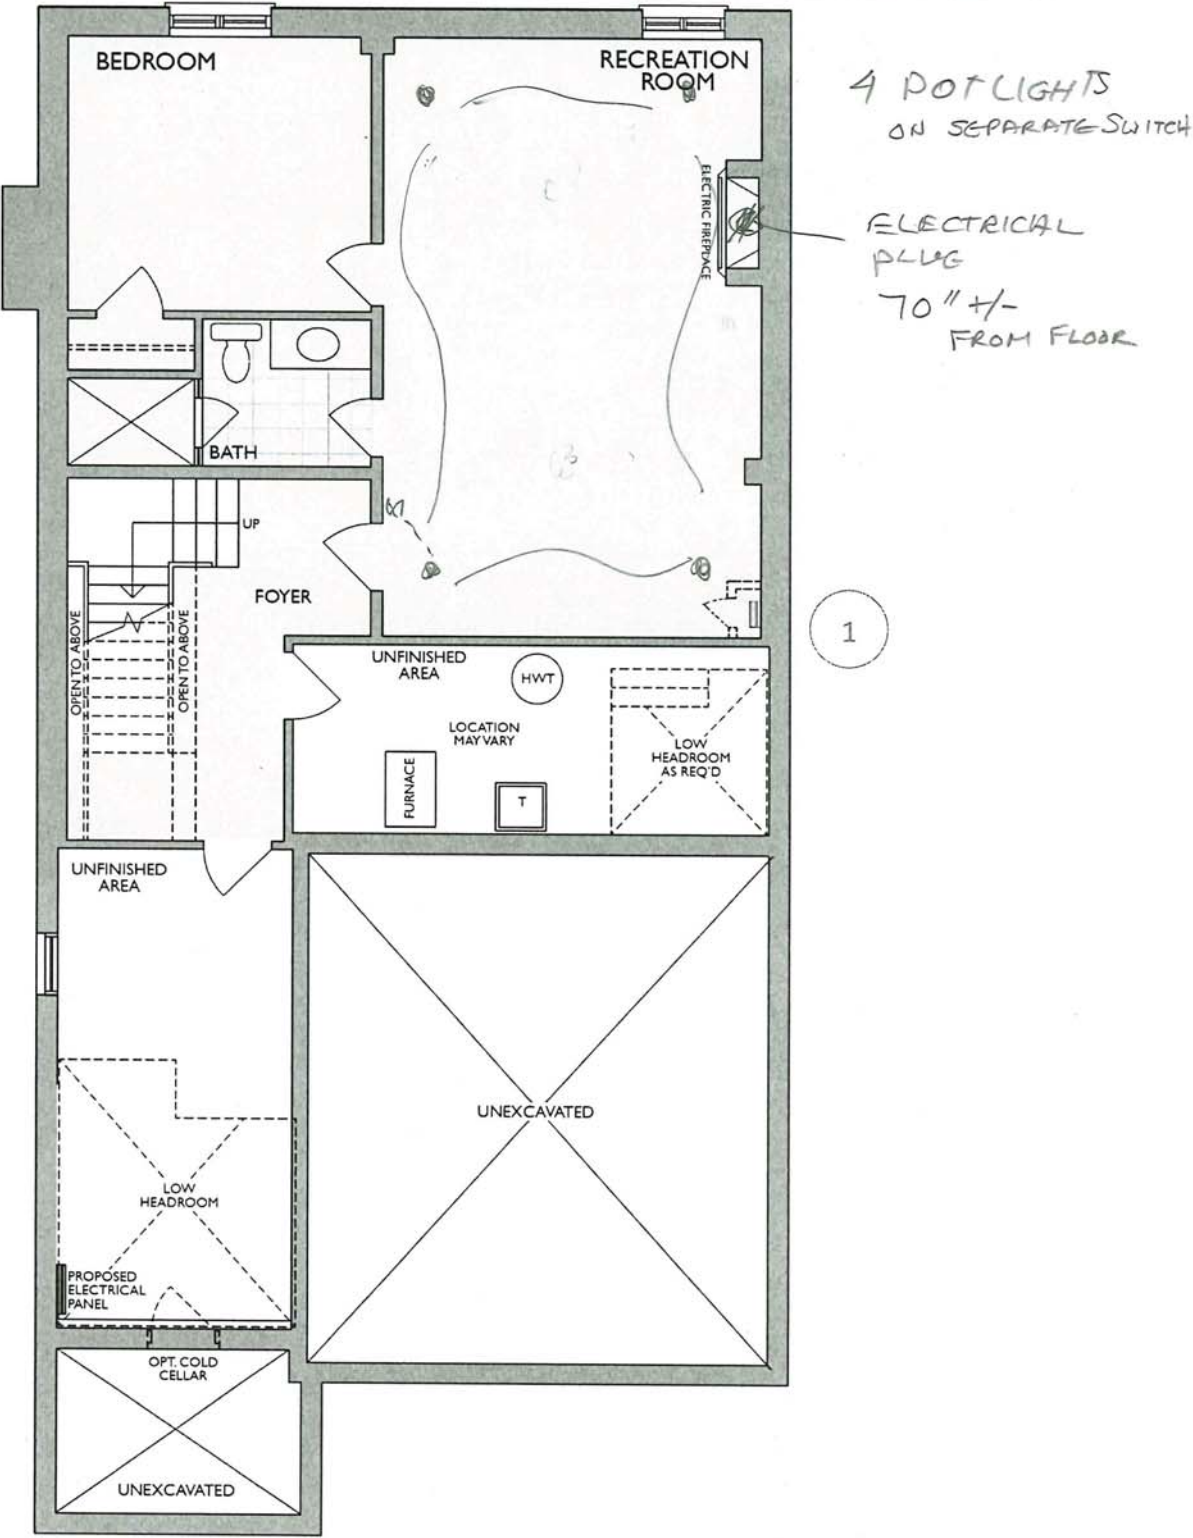 BEDROOM
RECREATION
ROOM
4 POTLIGHTS
ON SEPARATE SWITCH
ELECTRIC FIREPLACE
ELECTRICAL
PLUG
70" +/-
FROM FLOOR
BATH
UP
FOYER
OPEN TO ABOVE
OPEN TO ABOVE
1
UNFINISHED
AREA
HWT
LOCATION
MAY VARY
LOW
HEADROOM
AS REQ'D
FURNACE
T
UNFINISHED
AREA
UNEXCAVATED
LOW
HEADROOM
PROPOSED
ELECTRICAL
PANEL
OPT. COLD
CELLAR
UNEXCAVATED